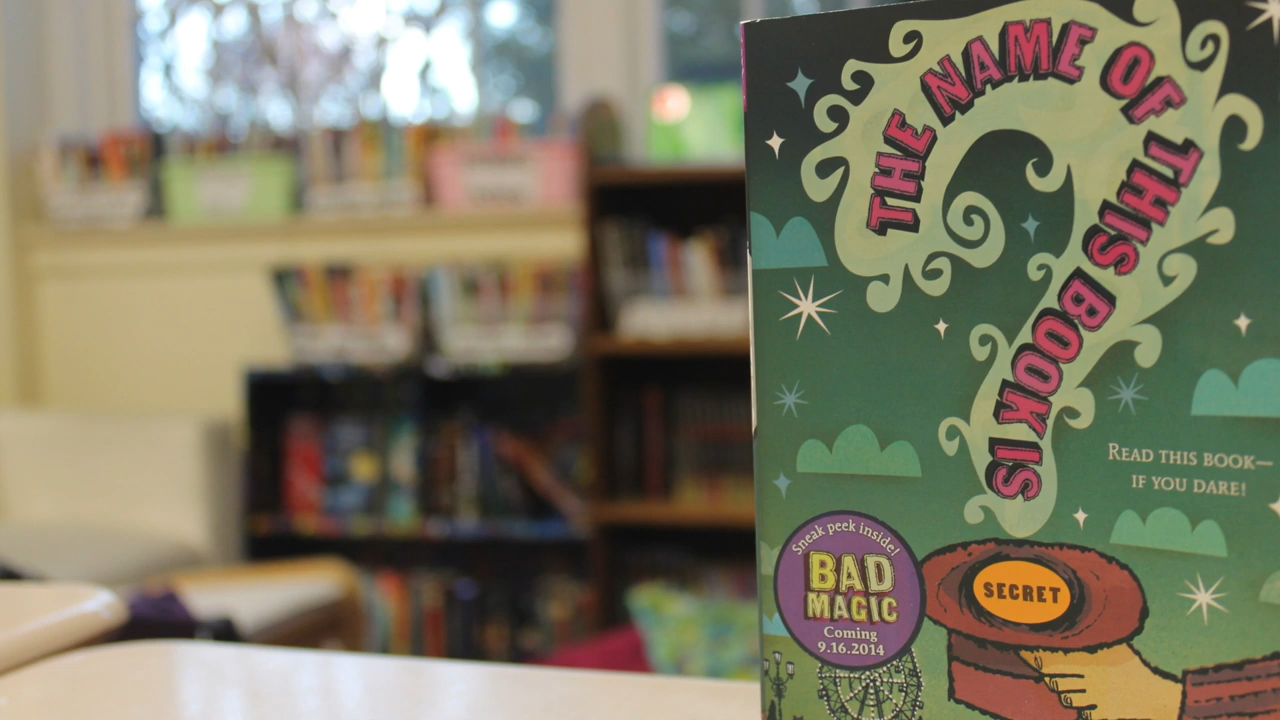 THE NAME OF THIS BOOK IS
SECRET
READ THIS BOOK—
IF YOU DARE!
Sneak peek inside!
BAD
MAGIC
Coming
9.16.2014